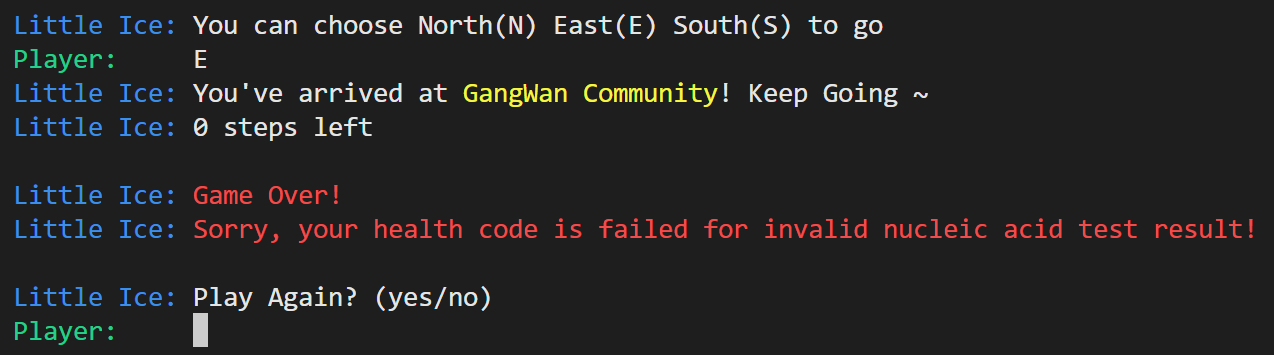 Little Ice: You can choose North(N) East(E) South(S) to go
Player: E
Little Ice: You've arrived at GangWan Community! Keep Going ~
Little Ice: 0 steps left
Little Ice: Game Over!
Little Ice: Sorry, your health code is failed for invalid nucleic acid test result!
Little Ice: Play Again? (yes/no)
Player: